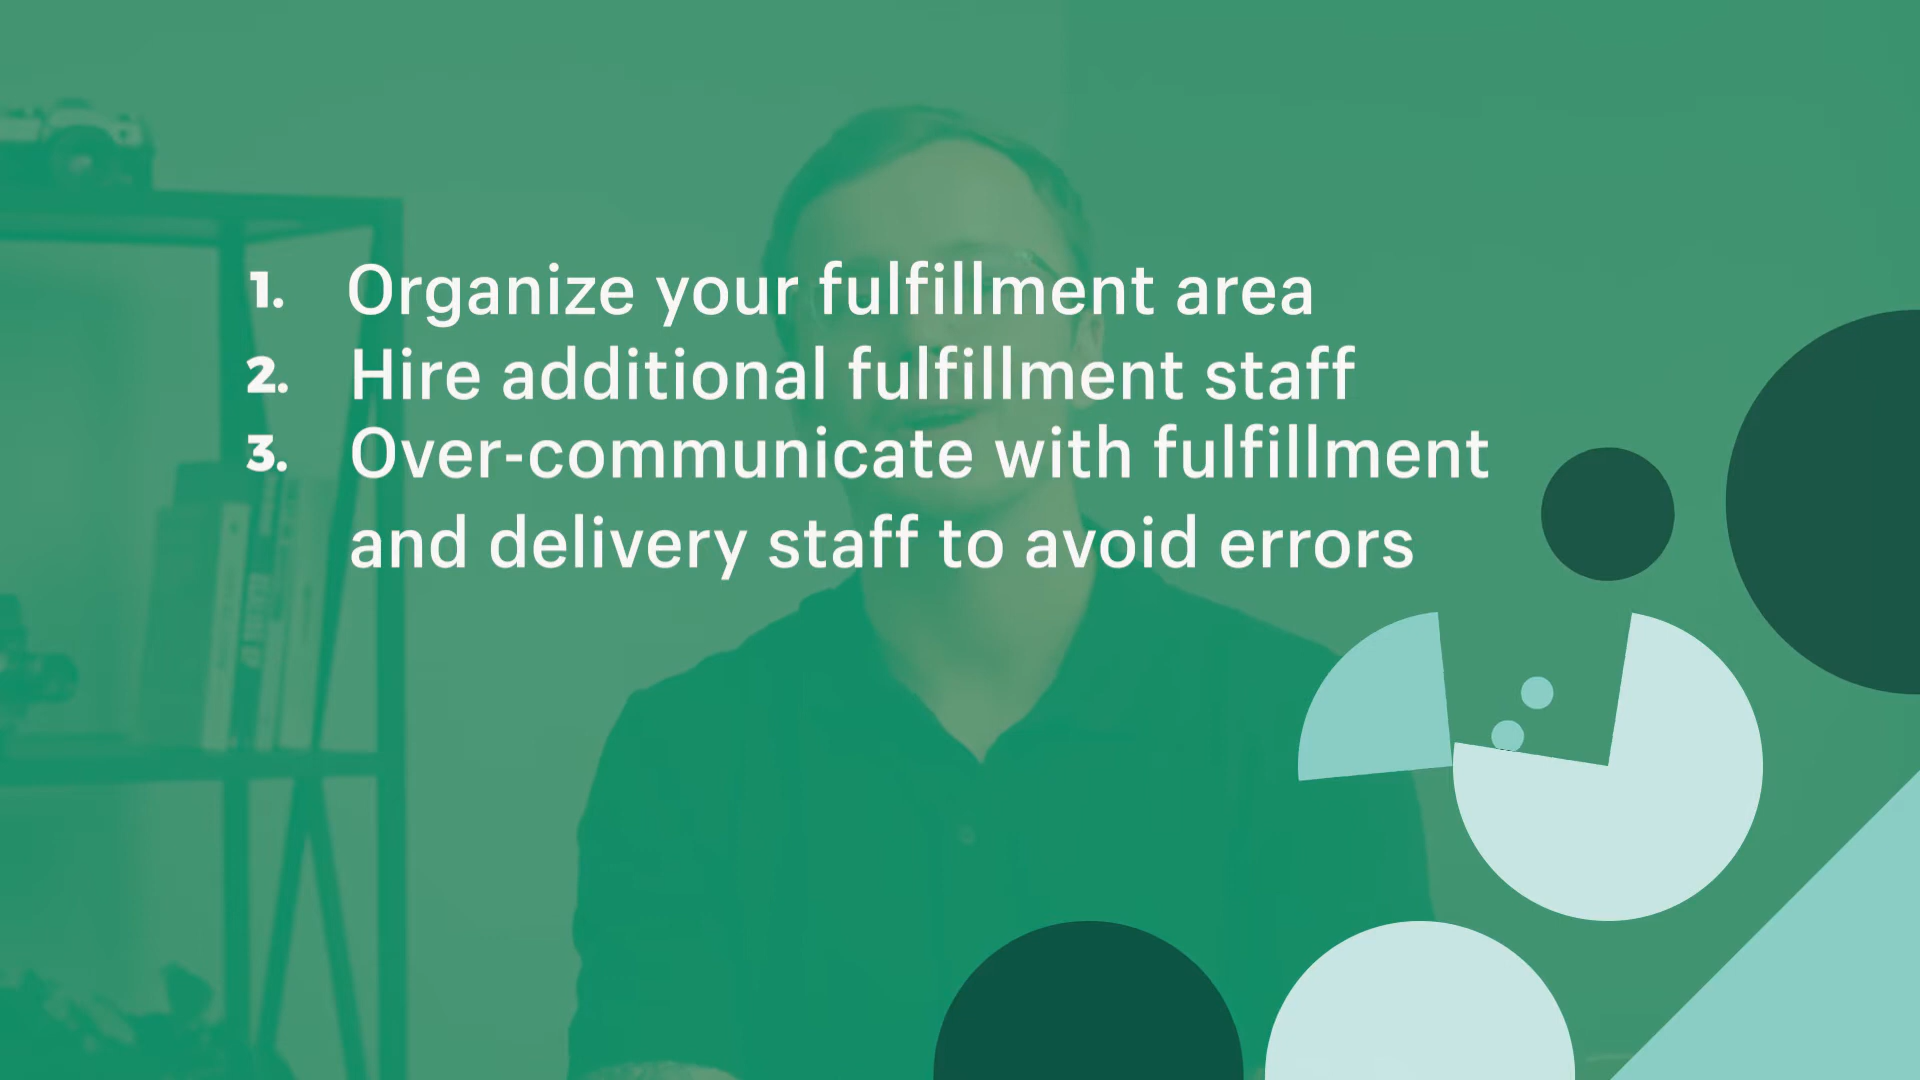 1. Organize your fulfillment area
2. Hire additional fulfillment staff
3. Over-communicate with fulfillment
and delivery staff to avoid errors